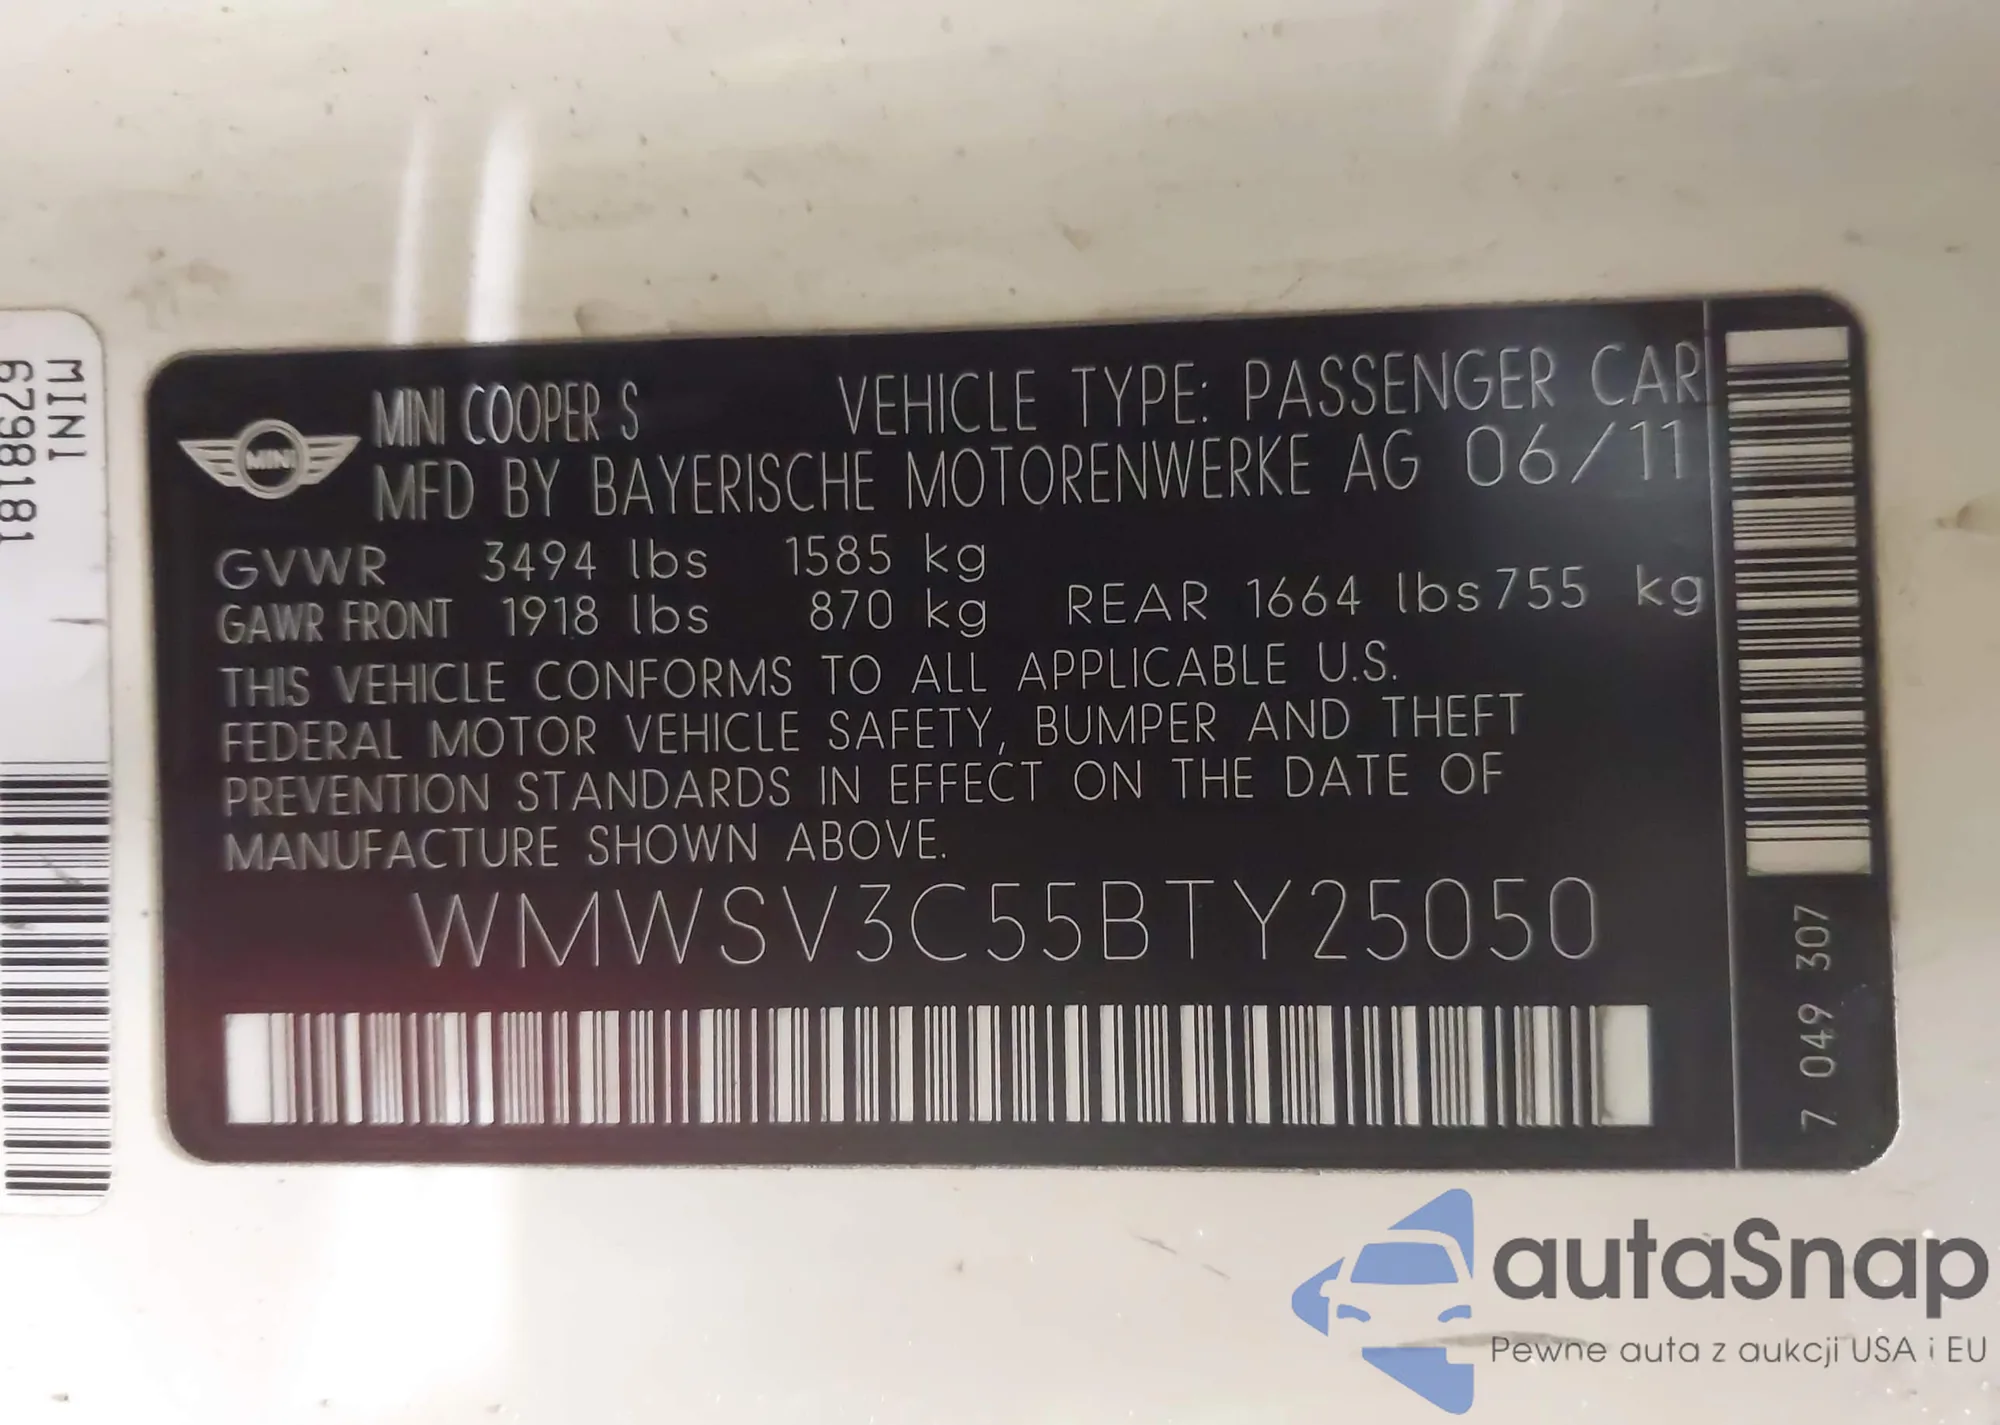 MINI
6798181
MINI
MINI COOPER S VEHICLE TYPE: PASSENGER CAR
MFD BY BAYERISCHE MOTORENWERKE AG 06/11
GVWR 3494 lbs 1585 kg
GAWR FRONT 1918 lbs 870 kg REAR 1664 lbs 755 kg
THIS VEHICLE CONFORMS TO ALL APPLICABLE U.S.
FEDERAL MOTOR VEHICLE SAFETY, BUMPER AND THEFT
PREVENTION STANDARDS IN EFFECT ON THE DATE OF
MANUFACTURE SHOWN ABOVE.
WMWSV3C55BTY25050
7 049 307
autaSnap
Pewne auta z aukcji USA i EU